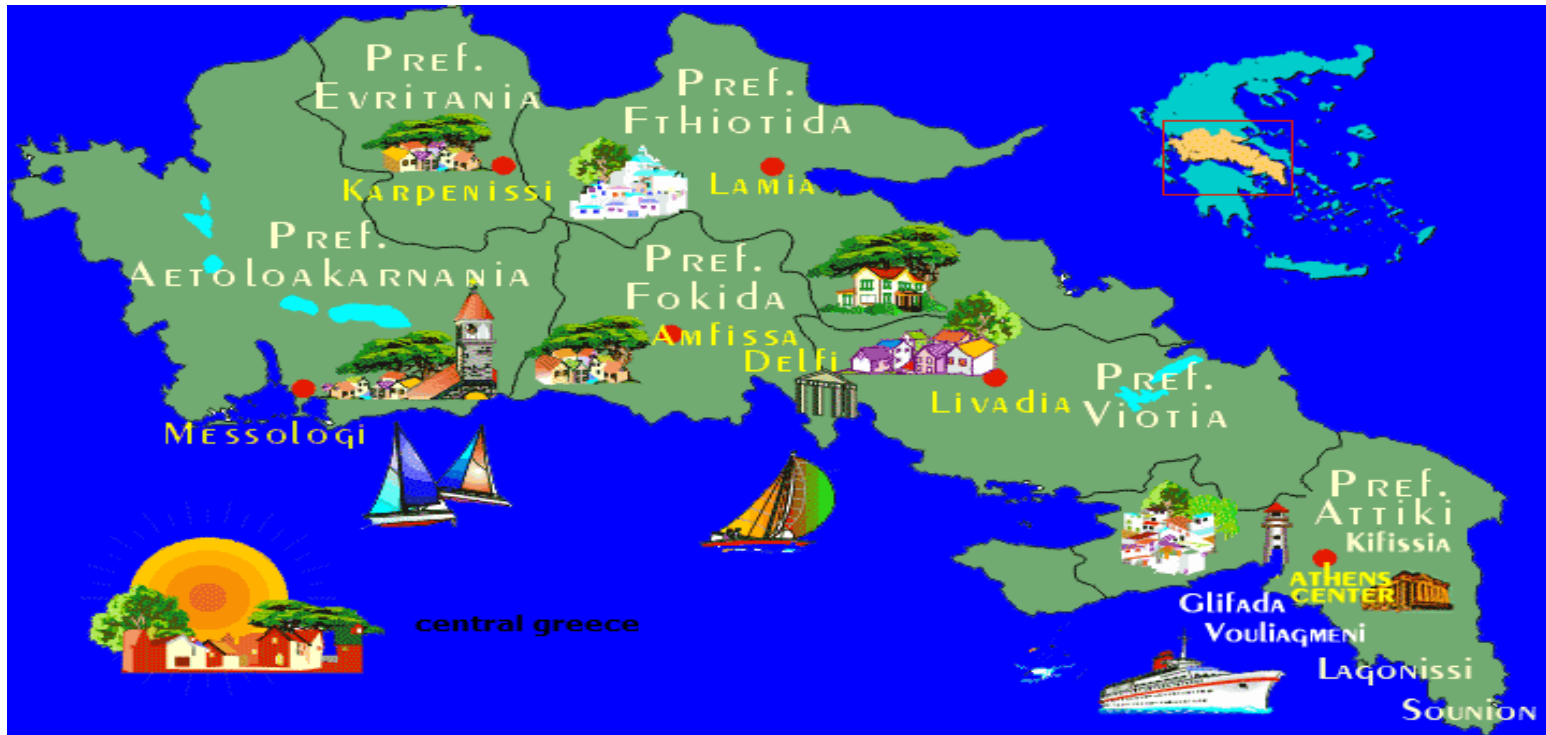 Pref.
Evritania
Pref.
Fthiotida
Karpenissi
Lamia
Pref.
Aetoloakarnania
Pref.
Fokida
Amfissa
Delfi
Livadia
Pref.
Viotia
Messologi
Pref.
Attiki
Kifissia
ATHENS
CENTER
Glifada
Vouliagmeni
Lagonissi
Sounion
central greece